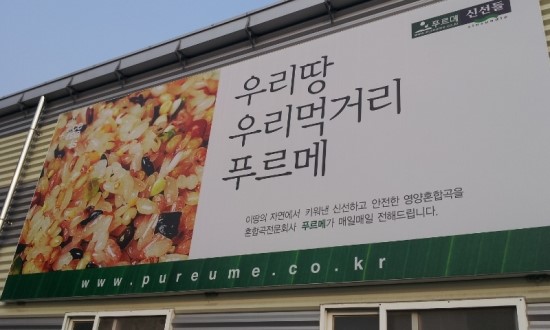 푸르메 신선들
우리땅
우리먹거리
푸르메
이땅의 자연에서 키워낸 신선하고 안전한 영양혼합곡을
혼합곡전문회사 푸르메가 매일매일 전해드립니다.
www.pureume.co.kr